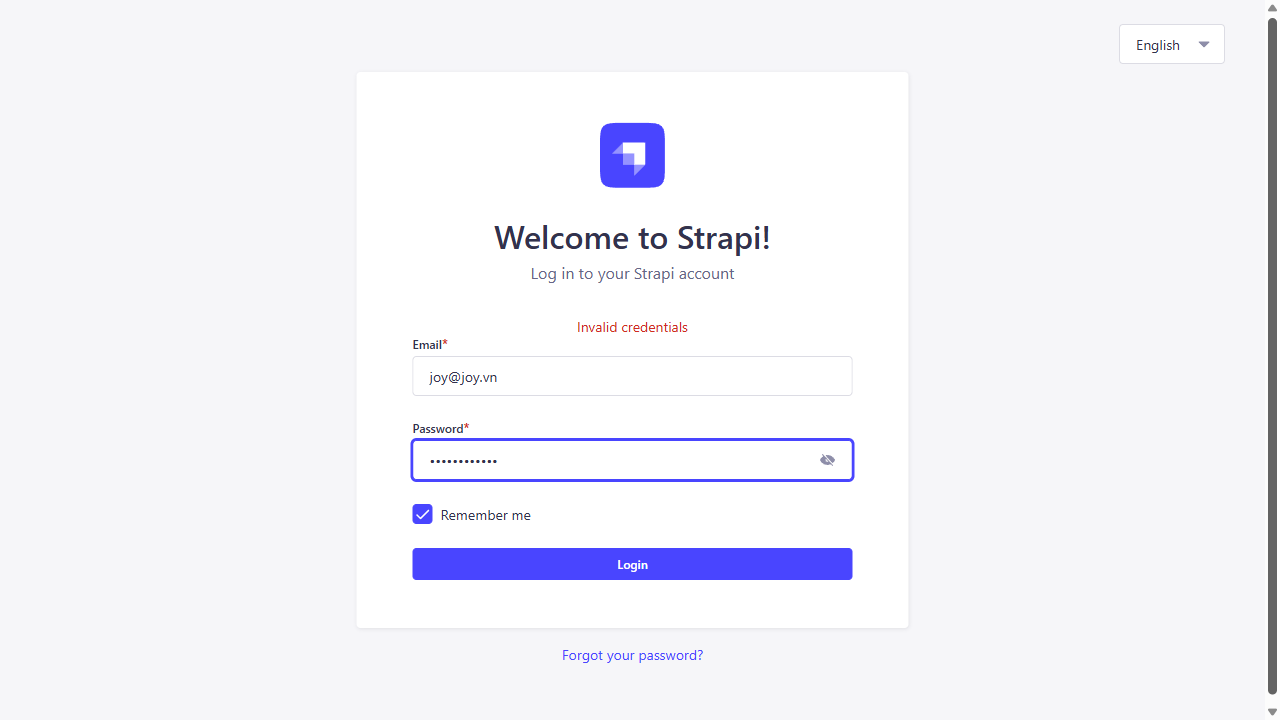 English
Welcome to Strapi!
Log in to your Strapi account
Invalid credentials
Email*
joy@joy.vn
Password*
••••••••••••
Remember me
Login
Forgot your password?